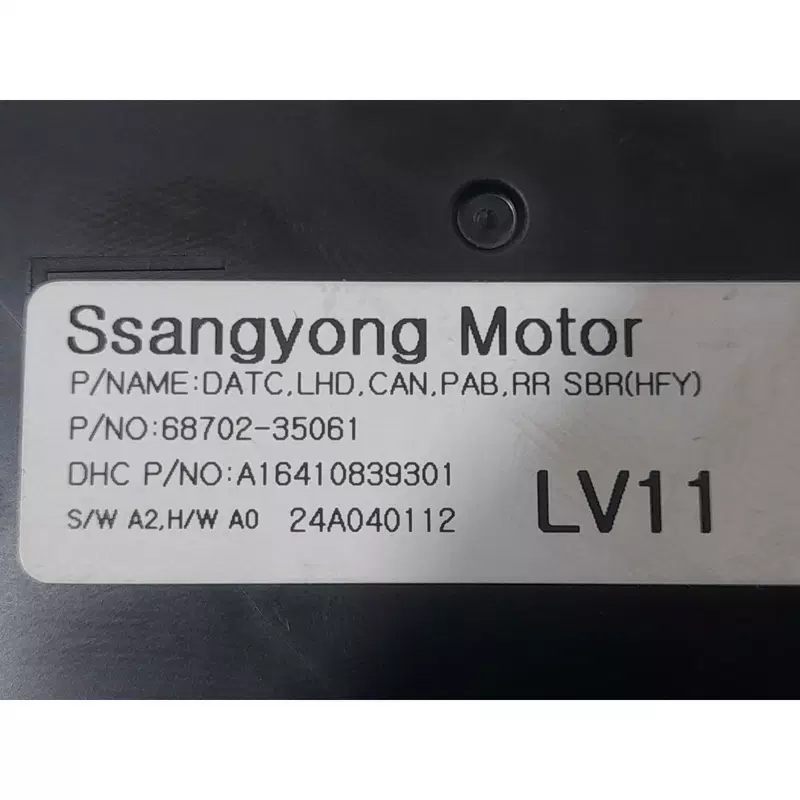 Ssangyong Motor
P/NAME:DATC,LHD,CAN,PAB,RR SBR(HFY)
P/NO:68702-35061
DHC P/NO:A16410839301
S/W A2,H/W A0 24A040112 LV11